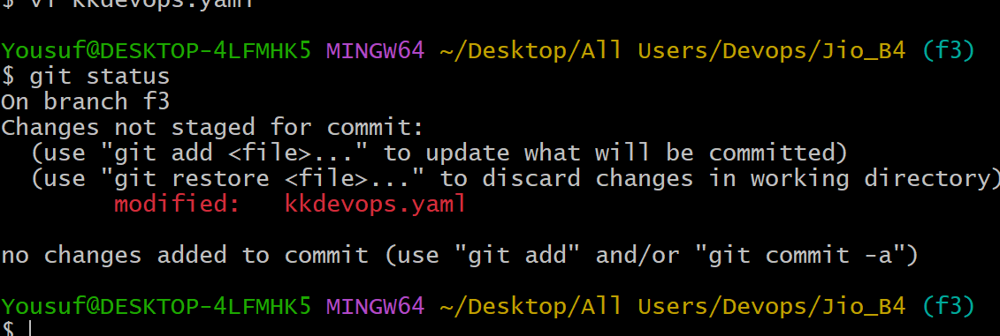 $ vi kkdevops.yaml
Yousuf@DESKTOP-4LFMHK5 MINGW64 ~/Desktop/All Users/Devops/Jio_B4 (f3)
$ git status
On branch f3
Changes not staged for commit:
  (use "git add <file>..." to update what will be committed)
  (use "git restore <file>..." to discard changes in working directory)
        modified:   kkdevops.yaml
no changes added to commit (use "git add" and/or "git commit -a")
Yousuf@DESKTOP-4LFMHK5 MINGW64 ~/Desktop/All Users/Devops/Jio_B4 (f3)
$